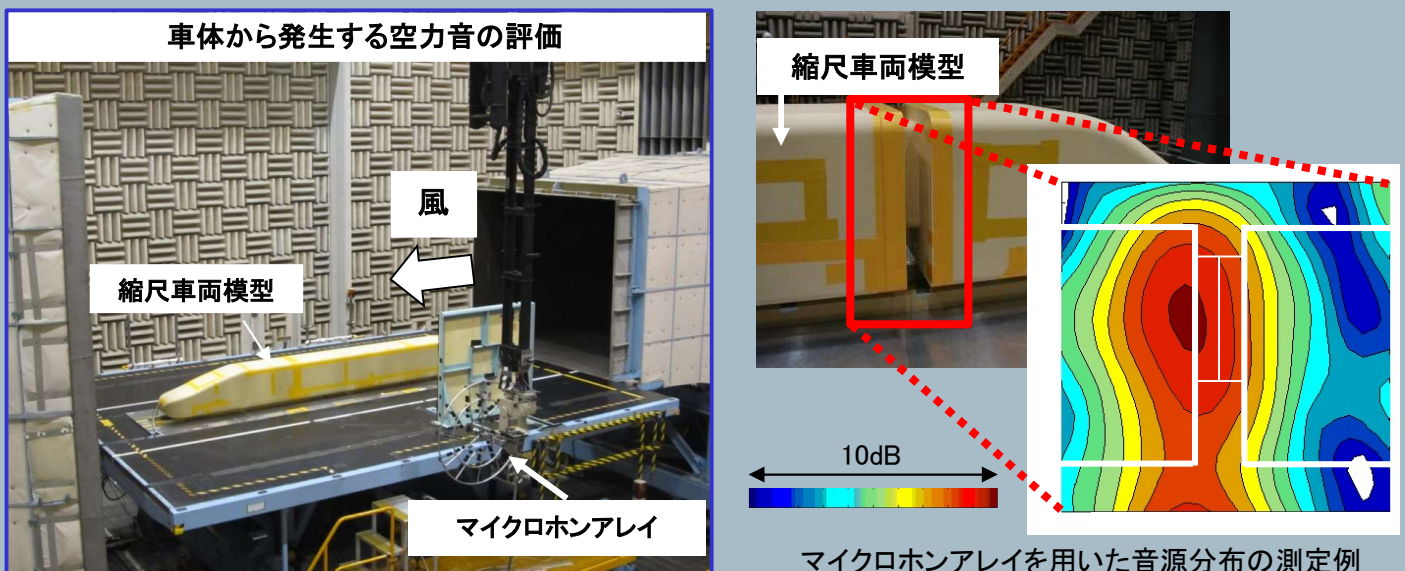 車体から発生する空力音の評価
風
縮尺車両模型
マイクロホンアレイ
縮尺車両模型
10dB
マイクロホンアレイを用いた音源分布の測定例